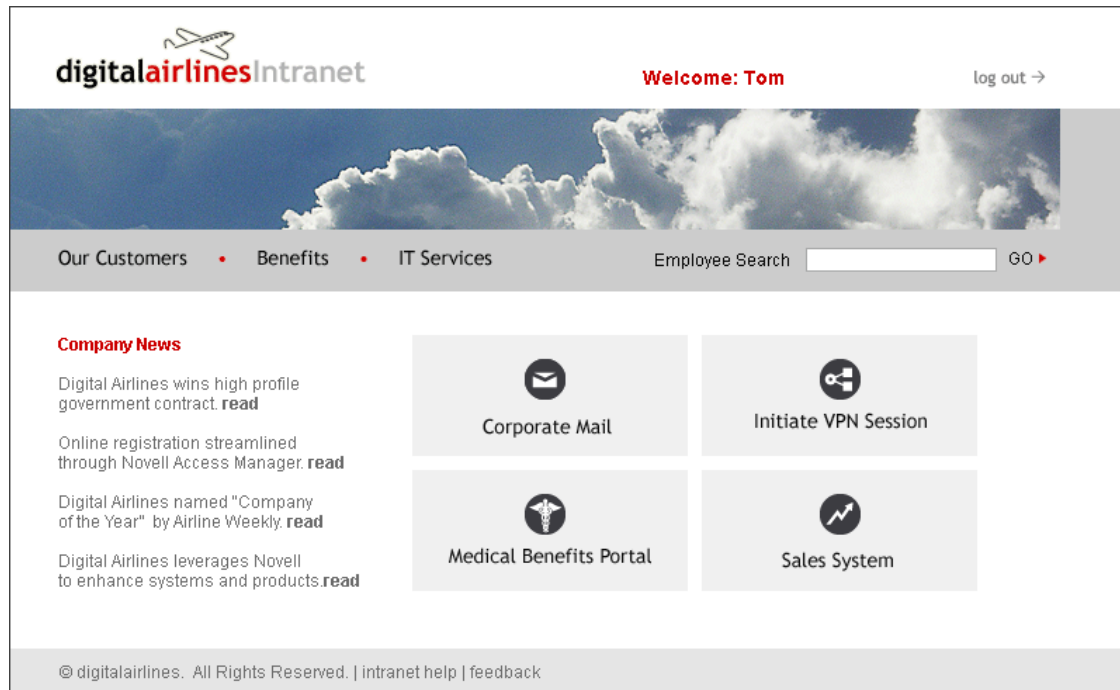 digitalairlinesIntranet
Welcome: Tom
log out
Our Customers • Benefits • IT Services
Employee Search GO
Company News
Digital Airlines wins high profile
government contract. read
Online registration streamlined
through Novell Access Manager. read
Digital Airlines named "Company
of the Year" by Airline Weekly. read
Digital Airlines leverages Novell
to enhance systems and products.read
Corporate Mail
Initiate VPN Session
Medical Benefits Portal
Sales System
© digitalairlines. All Rights Reserved. | intranet help | feedback